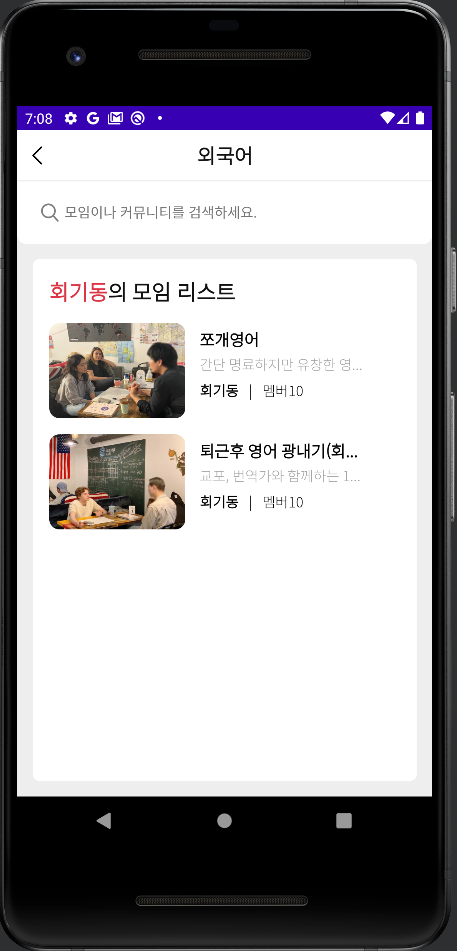 7:08
외국어
모임이나 커뮤니티를 검색하세요.
회기동의 모임 리스트
쪼개영어
간단 명료하지만 유창한 영...
회기동 | 멤버10
퇴근후 영어 광내기(회...
교포, 번역가와 함께하는 1...
회기동 | 멤버10